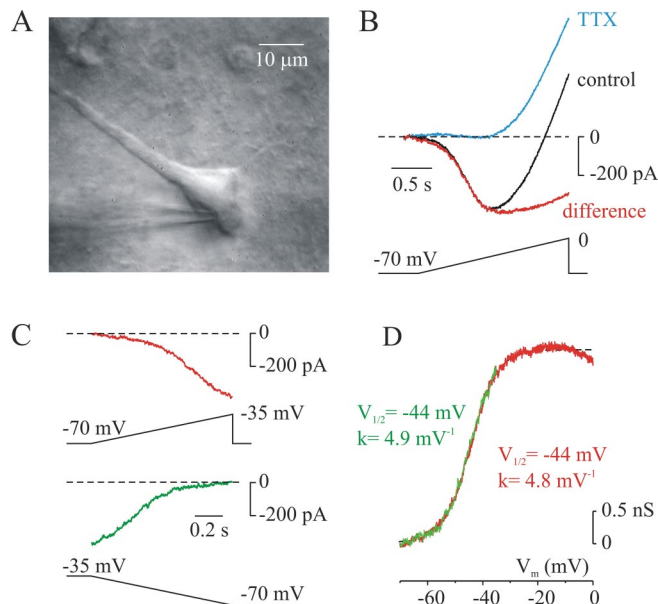 A
10 μm
B
TTX
control
0
-200 pA
0.5 s
difference
-70 mV
0
C
0
-200 pA
-70 mV
-35 mV
0
-200 pA
0.2 s
-35 mV
-70 mV
D
V1/2= -44 mV
k= 4.9 mV-1
V1/2= -44 mV
k= 4.8 mV-1
0.5 nS
0
Vm (mV)
-60 -40 -20 0